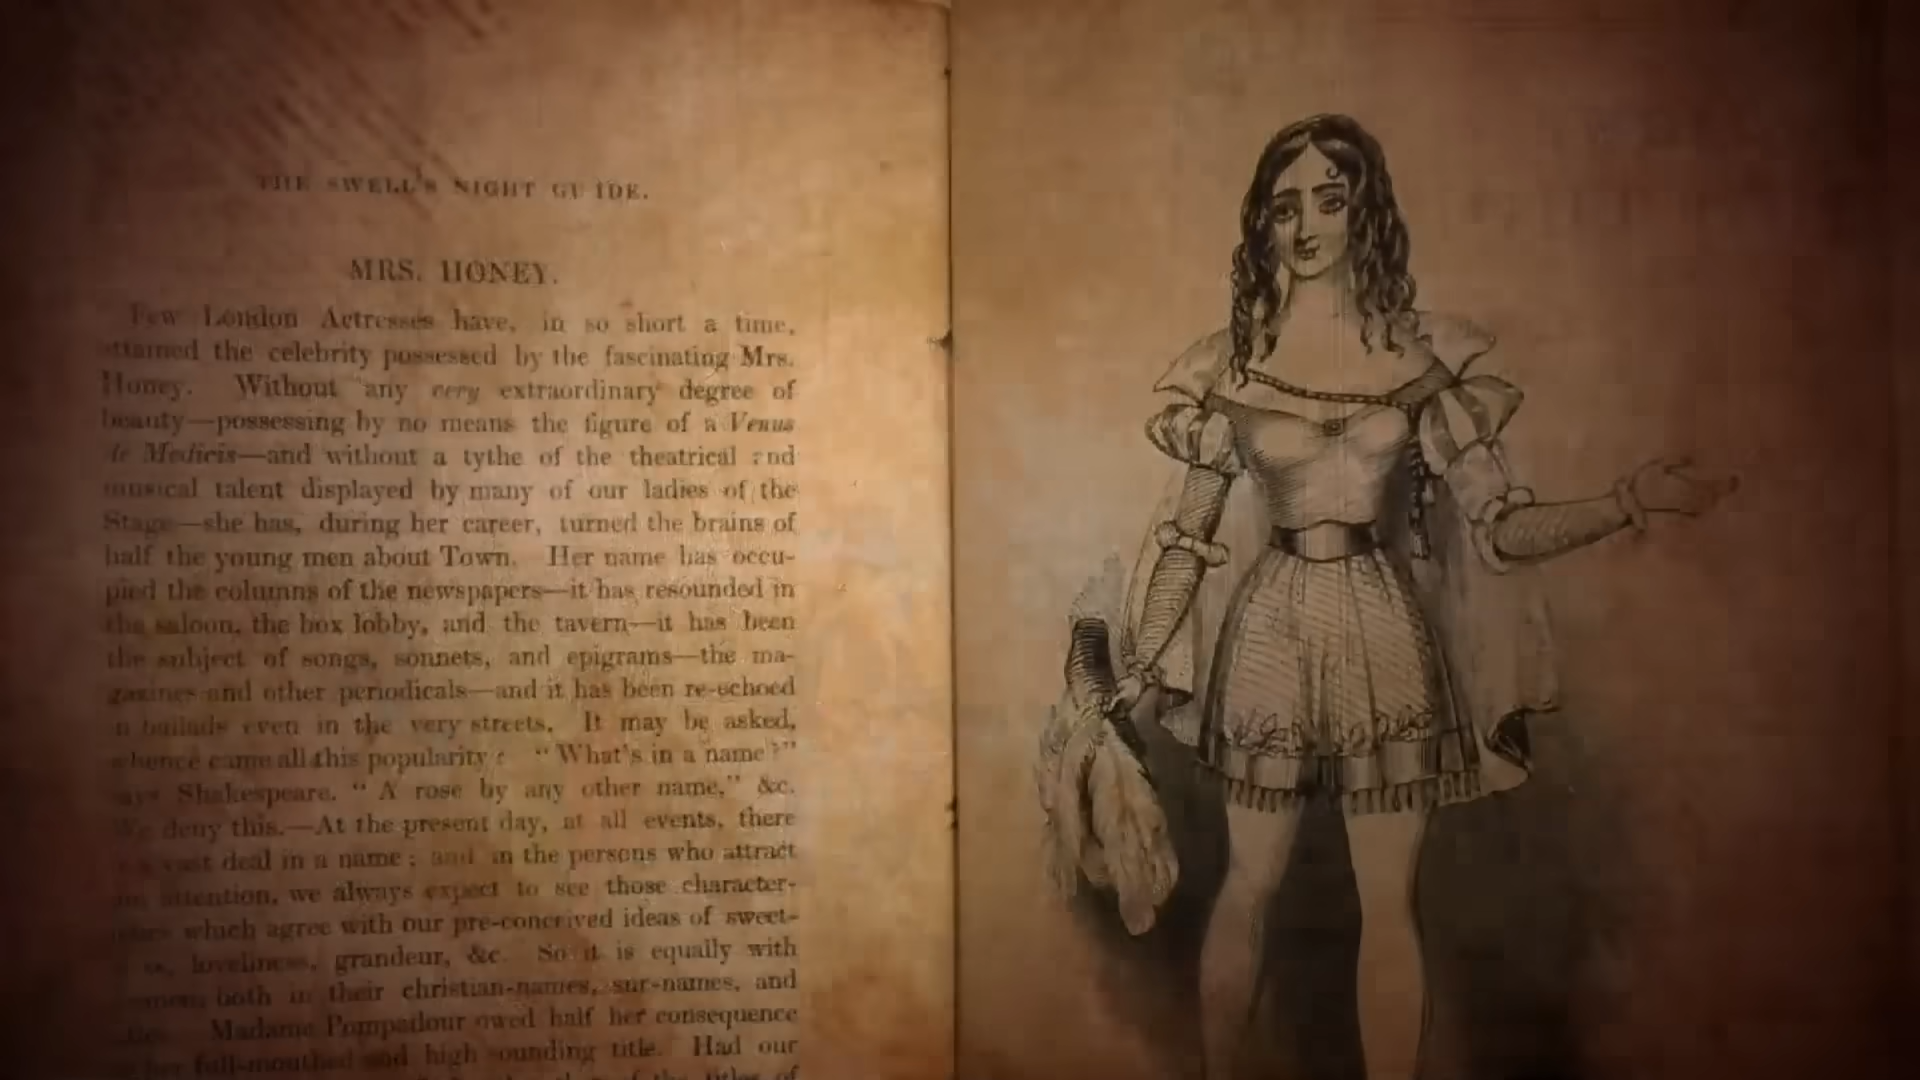 THE SWELL'S NIGHT GUIDE.
MRS. HONEY.
Few London Actresses have, in so short a time,
attained the celebrity possessed by the fascinating Mrs.
Honey. Without any very extraordinary degree of
beauty—possessing by no means the figure of a Venus
de Medicis—and without a tythe of the theatrical and
musical talent displayed by many of our ladies of the
Stage—she has, during her career, turned the brains of
half the young men about Town. Her name has occu-
pied the columns of the newspapers—it has resounded in
the saloon, the box lobby, and the tavern—it has been
the subject of songs, sonnets, and epigrams—the ma-
gazines and other periodicals—and it has been re-echoed
in ballads even in the very streets. It may be asked,
whence came all this popularity? "What's in a name?"
says Shakespeare. "A rose by any other name," &c.
We deny this.—At the present day, at all events, there
vast deal in a name; and in the persons who attract
attention, we always expect to see those character-
which agree with our pre-conceived ideas of sweet-
loveliness, grandeur, &c. So it is equally with
both in their christian-names, sur-names, and
Madame Pompadour owed half her consequence
her full-mouthed and high sounding title. Had our
of the titles of